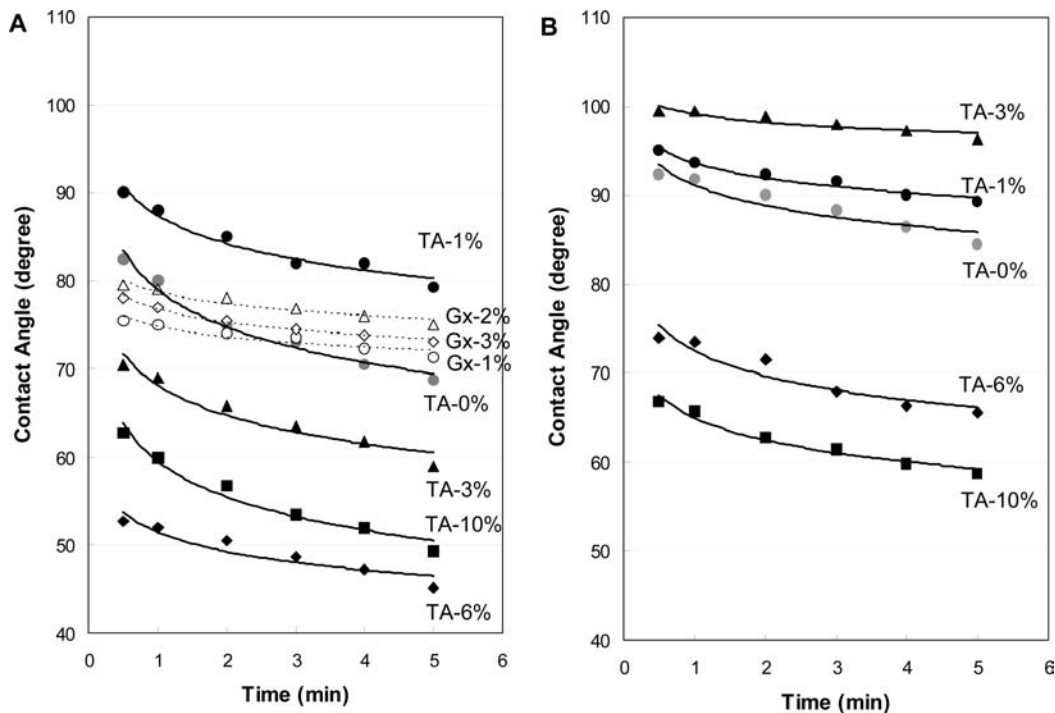 A
110
100
90
80
70
60
50
40
0 1 2 3 4 5 6
Contact Angle (degree)
Time (min)
TA-1%
Gx-2%
Gx-3%
Gx-1%
TA-0%
TA-3%
TA-10%
TA-6%
B
110
100
90
80
70
60
50
40
0 1 2 3 4 5 6
Contact Angle (degree)
Time (min)
TA-3%
TA-1%
TA-0%
TA-6%
TA-10%